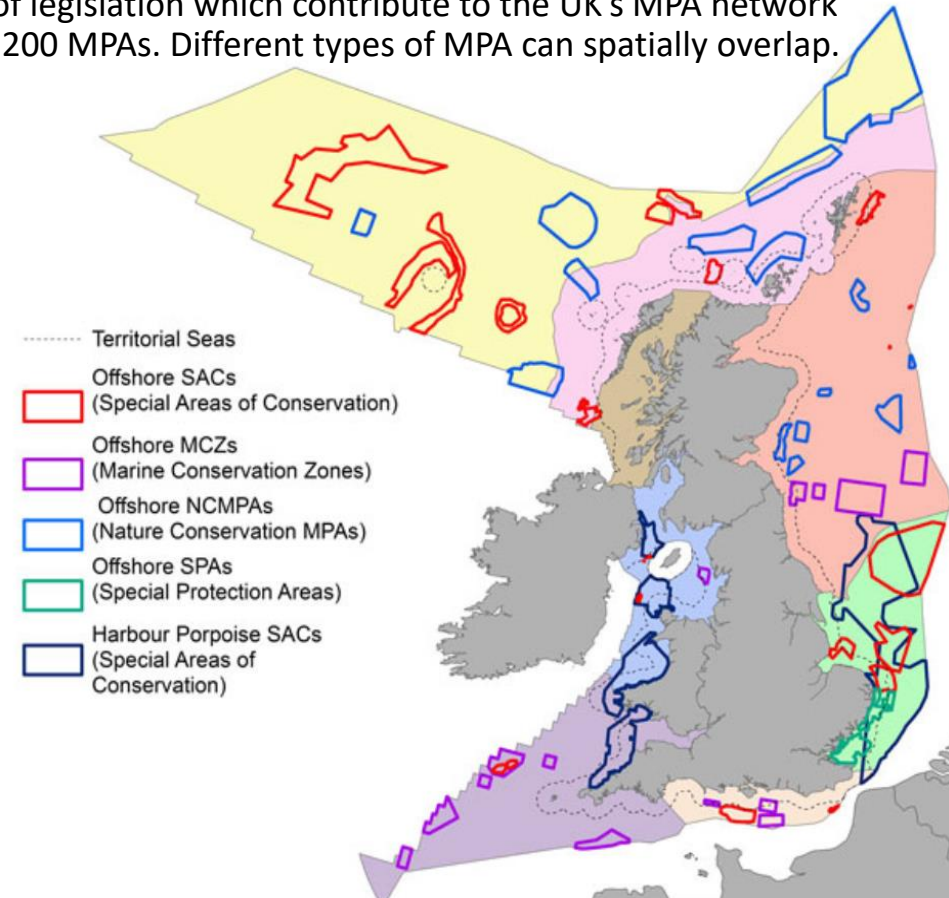 of legislation which contribute to the UK's MPA network
200 MPAs. Different types of MPA can spatially overlap.
Territorial Seas
Offshore SACs
(Special Areas of Conservation)
Offshore MCZs
(Marine Conservation Zones)
Offshore NCMPAs
(Nature Conservation MPAs)
Offshore SPAs
(Special Protection Areas)
Harbour Porpoise SACs
(Special Areas of
Conservation)